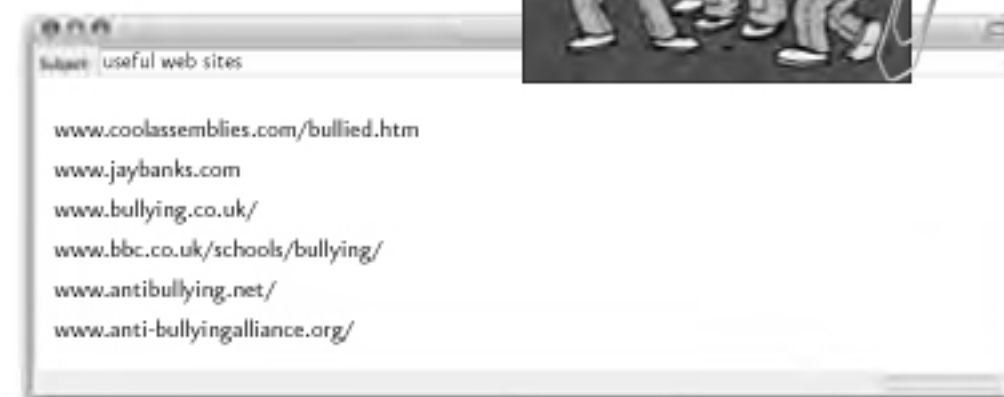 Subject: useful web sites
www.coolassemblies.com/bullied.htm
www.jaybanks.com
www.bullying.co.uk/
www.bbc.co.uk/schools/bullying/
www.antibullying.net/
www.anti-bullyingalliance.org/